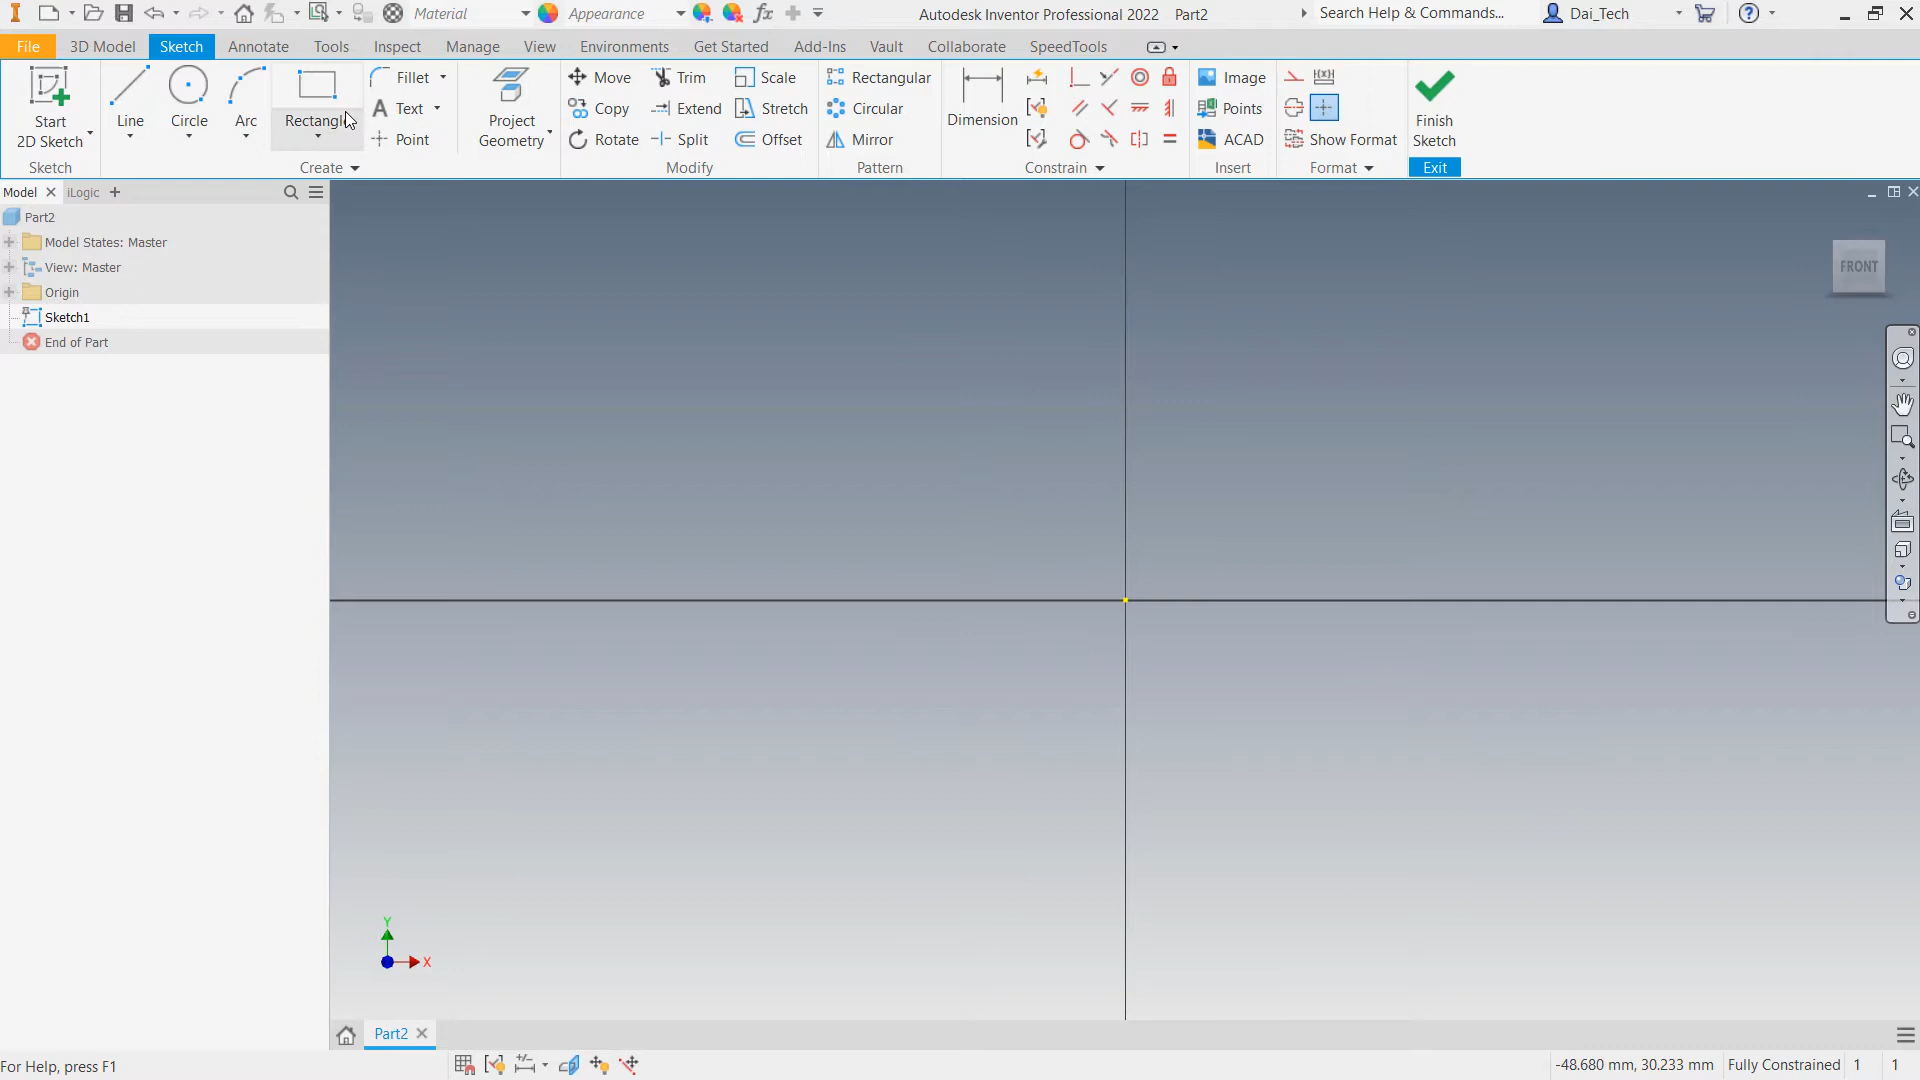 Material Appearance fx Autodesk Inventor Professional 2022 Part2 Search Help & Commands... Dai_Tech ?
File 3D Model Sketch Annotate Tools Inspect Manage View Environments Get Started Add-Ins Vault Collaborate SpeedTools
Start
2D Sketch
Line
Circle
Arc
Rectangle
Fillet
A Text
Point
Project
Geometry
Move
Copy
Rotate
Trim
Extend
Split
Scale
Stretch
Offset
Rectangular
Circular
Mirror
Dimension
Image
Points
ACAD
Show Format
Finish
Sketch
Sketch Create Modify Pattern Constrain Insert Format Exit
Model iLogic +
Part2
Model States: Master
View: Master
Origin
Sketch1
End of Part
FRONT
Y
X
Part2
For Help, press F1
-48.680 mm, 30.233 mm Fully Constrained 1 1